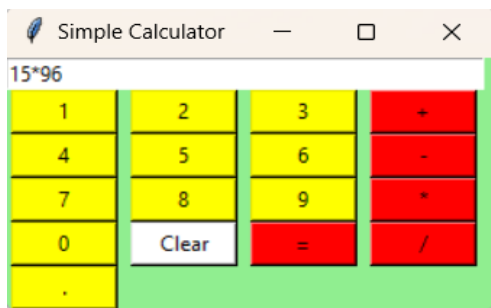 Simple Calculator
15*96
1 2 3 +
4 5 6 -
7 8 9 *
0 Clear = /
.